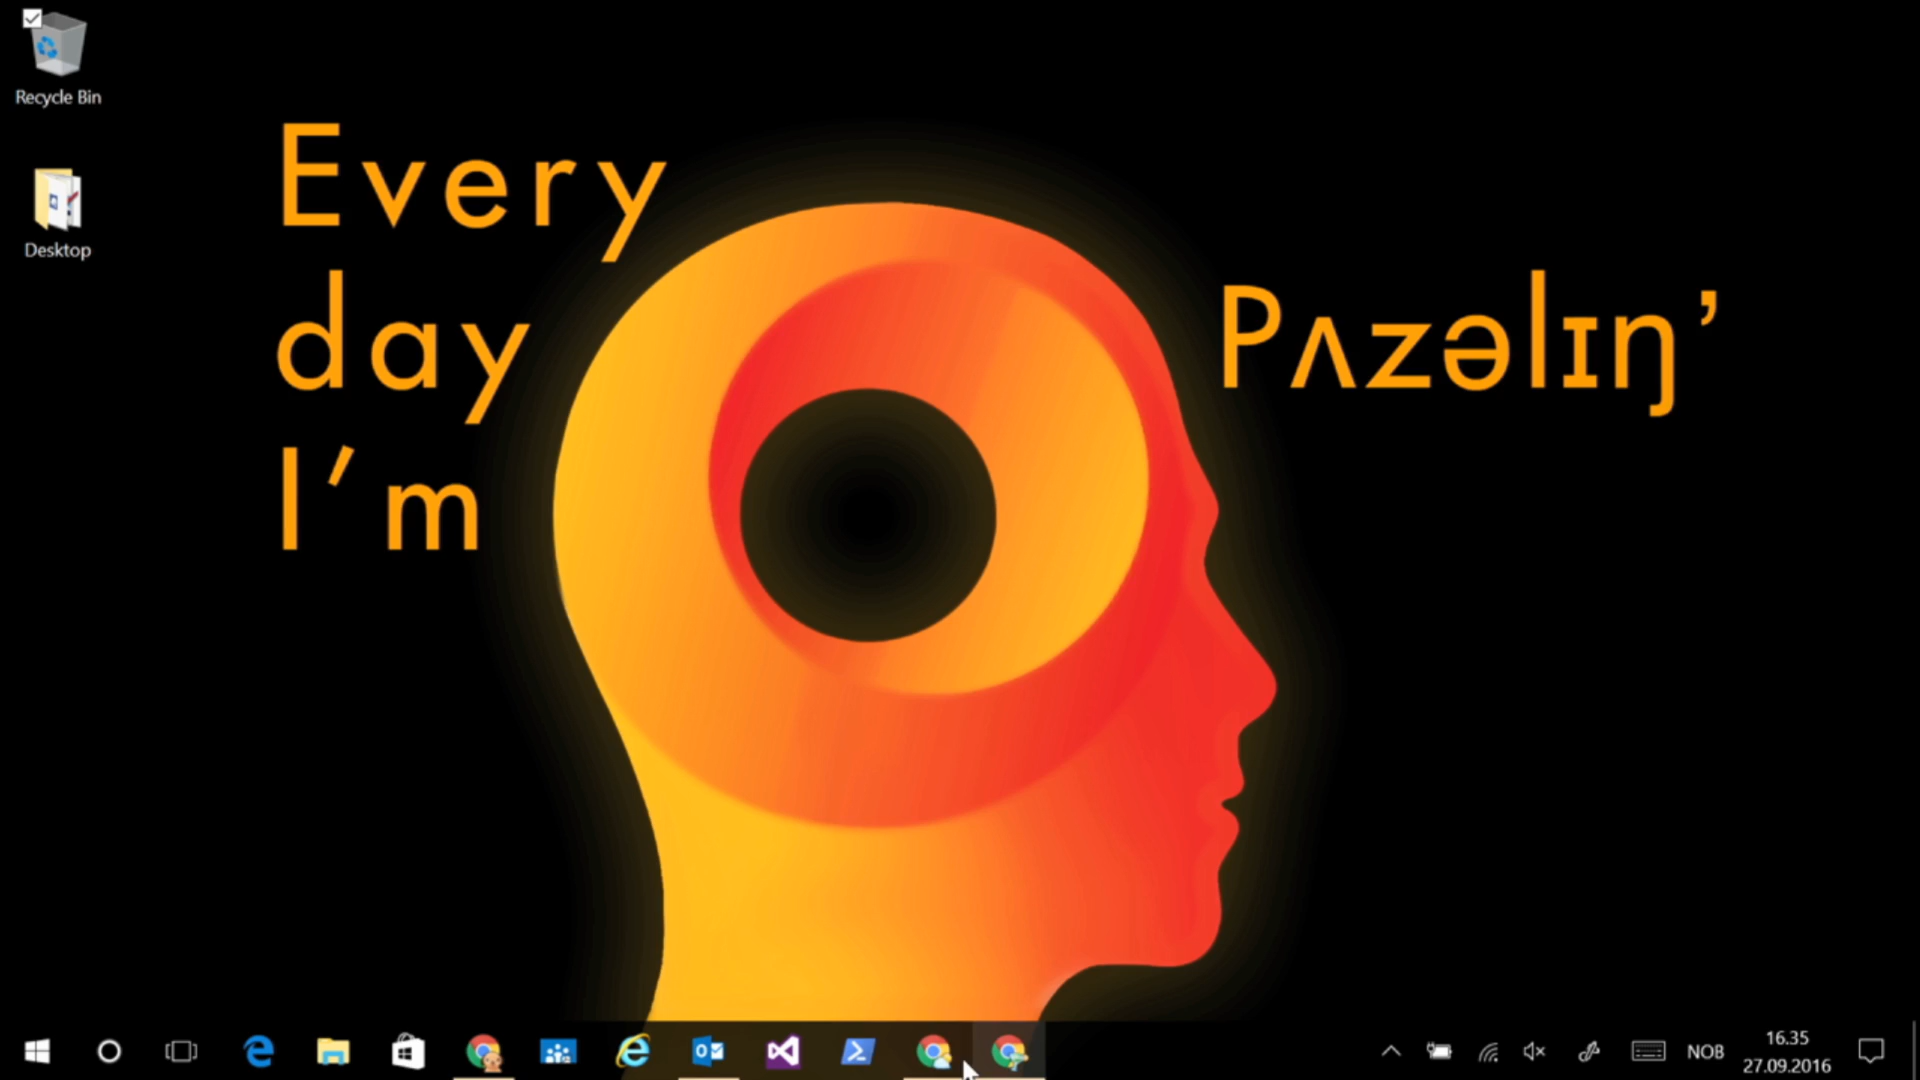 Recycle Bin
Desktop
Every
day
I'm
Pʌzəlɪŋ’
NOB
16.35
27.09.2016